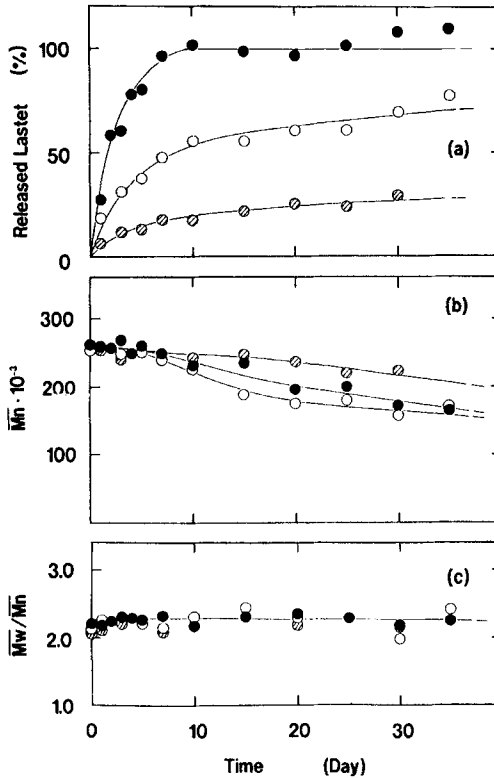 Released Lastet (%)
100
50
0
(a)
M̅n̅ · 10⁻³
300
200
100
(b)
M̅w̅/M̅n̅
3.0
2.0
1.0
(c)
0 10 20 30
Time (Day)